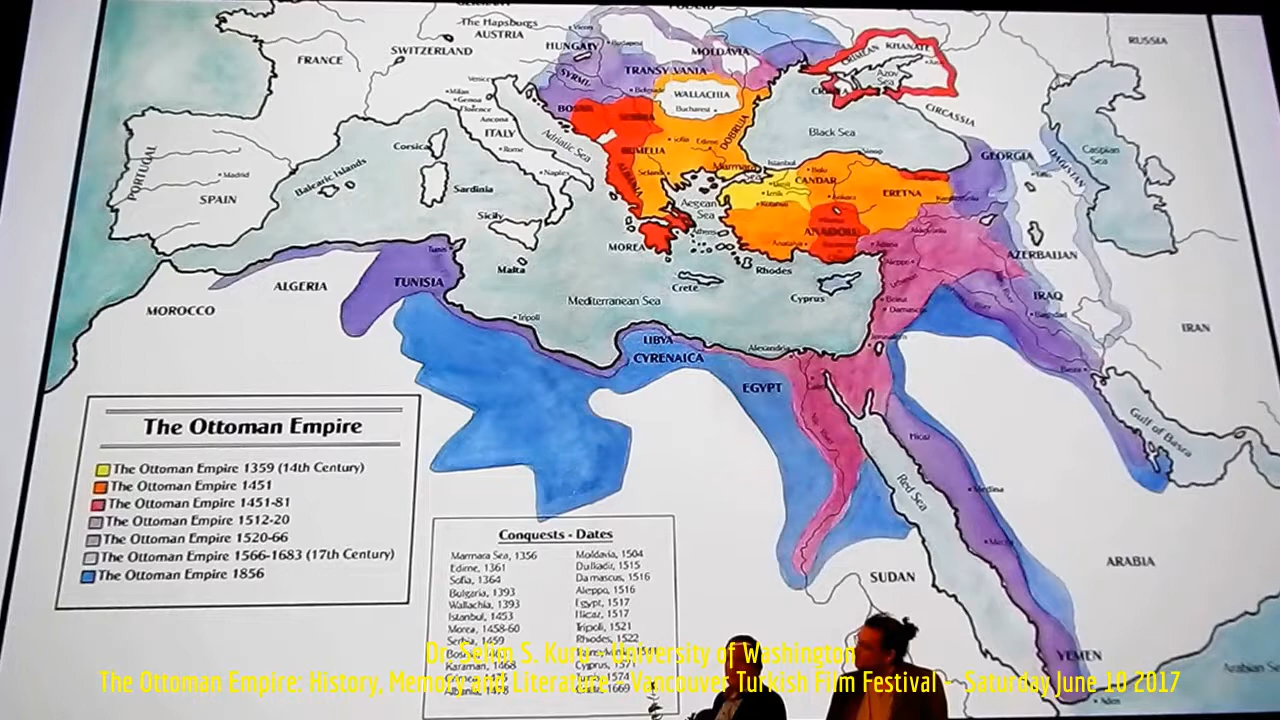 The Hapsburgs
AUSTRIA
SWITZERLAND
HUNGARY
MOLDAVIA
RUSSIA
FRANCE
TRANSYLVANIA
CRIMEAN KHANATE
Azov
Sea
Venice
Milan
Genoa
Florence
Ancona
Belgrade
WALLACHIA
Bucharest
CIRCASSIA
ITALY
Adriatic Sea
DOBRUJA
Black Sea
Caspian
Sea
Corsica
Rome
Sofia
Edirne
Istanbul
Sinop
GEORGIA
PORTUGAL
Madrid
SPAIN
Balearic Islands
Sardinia
Naples
Marmara
Sea
CANDAR
ERETNA
Iznik
Ankara
Aegean
Sea
Sicily
MOREA
Athens
ANADOLU
Rhodes
Adana
Aleppo
AZERBAIJAN
Tunis
Malta
Crete
Cyprus
MOROCCO
ALGERIA
TUNISIA
Mediterranean Sea
Damascus
IRAQ
Baghdad
IRAN
Tripoli
LIBYA
CYRENAICA
Alexandria
Jerusalem
EGYPT
Basra
Gulf of Basra
Hicaz
Red Sea
Medina
Mecca
SUDAN
ARABIA
YEMEN
Aden
Arabian Sea
The Ottoman Empire
The Ottoman Empire 1359 (14th Century)
The Ottoman Empire 1451
The Ottoman Empire 1451-81
The Ottoman Empire 1512-20
The Ottoman Empire 1520-66
The Ottoman Empire 1566-1683 (17th Century)
The Ottoman Empire 1856
Conquests - Dates
Marmara Sea, 1356
Edirne, 1361
Sofia, 1364
Bulgaria, 1393
Wallachia, 1393
Istanbul, 1453
Morea, 1458-60
Serbia, 1459
Karaman, 1468
Moldavia, 1504
Dulkadir, 1515
Damascus, 1516
Aleppo, 1516
Egypt, 1517
Hicaz, 1517
Tripoli, 1521
Rhodes, 1522
Cyprus, 1571
Dr. Selim S. Kuru - University of Washington
The Ottoman Empire: History, Memory and Literature - Vancouver Turkish Film Festival - Saturday June 10 2017